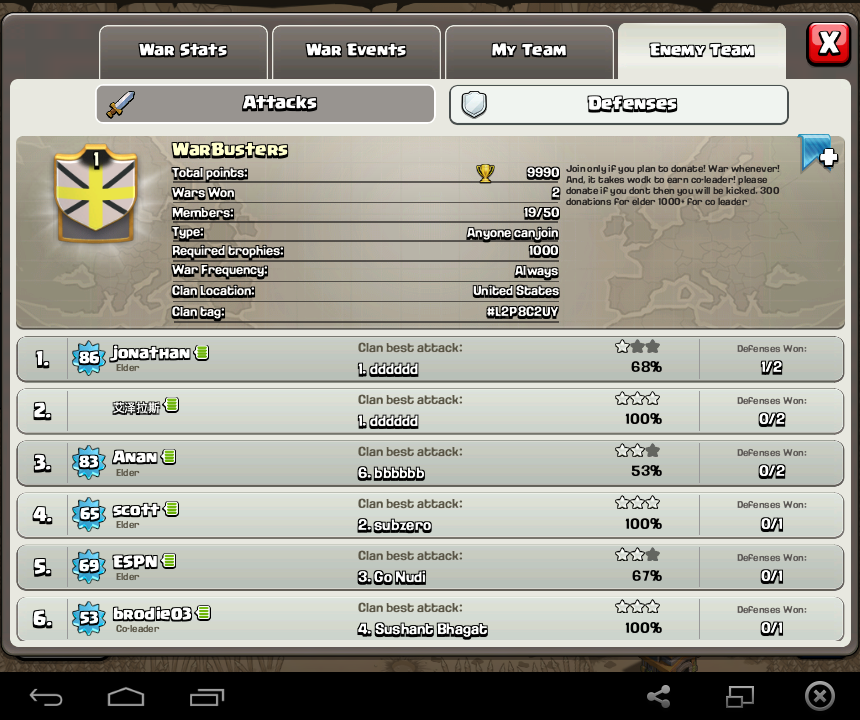 War Stats
War Events
My Team
Enemy Team
X
Attacks
Defenses
1
WarBusters
Total points: 9990
Wars Won 2
Members: 19/50
Type: Anyone can join
Required trophies: 1000
War Frequency: Always
Clan Location: United States
Clan tag: #L2P8C2UY
Join only if you plan to donate! War whenever!
And, it takes wodk to earn co-leader! please
donate if you dont then you will be kicked. 300
donations for elder 1000+ for co leader
1. 86 jonathan Clan best attack: Defenses Won:
Elder 1. dddddd 68% 1/2
2. 艾泽拉斯 Clan best attack: Defenses Won:
1. dddddd 100% 0/2
3. 83 Anan Clan best attack: Defenses Won:
Elder 6. bbbbbb 53% 0/2
4. 65 scott Clan best attack: Defenses Won:
Elder 2. subzero 100% 0/1
5. 69 ESPN Clan best attack: Defenses Won:
Elder 3. Go Nudi 67% 0/1
6. 53 brodie03 Clan best attack: Defenses Won:
Co-leader 4. Sushant Bhagat 100% 0/1